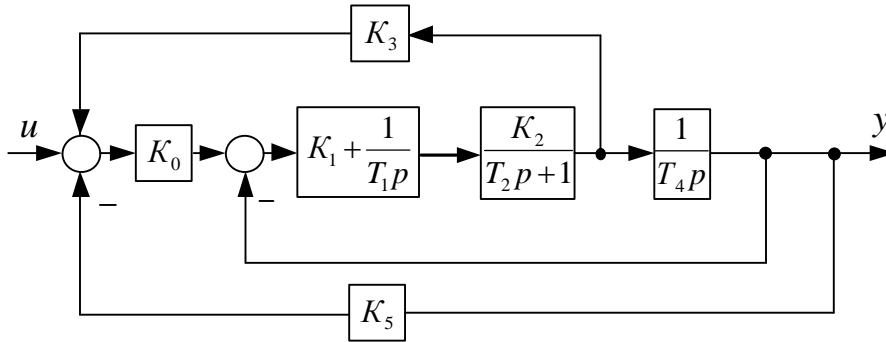 K₃
u
K₀
K₁ + 1/(T₁p)
K₂/(T₂p + 1)
1/(T₄p)
y
−
−
K₅